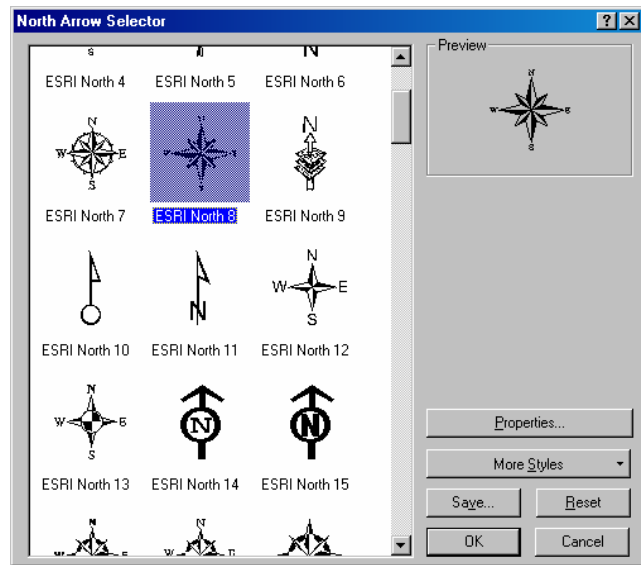 North Arrow Selector
S
N
N
ESRI North 4 ESRI North 5 ESRI North 6
N
W E
S
N
ESRI North 7 ESRI North 8 ESRI North 9
N
W E
N
S
ESRI North 10 ESRI North 11 ESRI North 12
N
W E
S
N
N
ESRI North 13 ESRI North 14 ESRI North 15
N
N
W E
Preview
N
W E
S
Properties...
More Styles
Save... Reset
OK Cancel